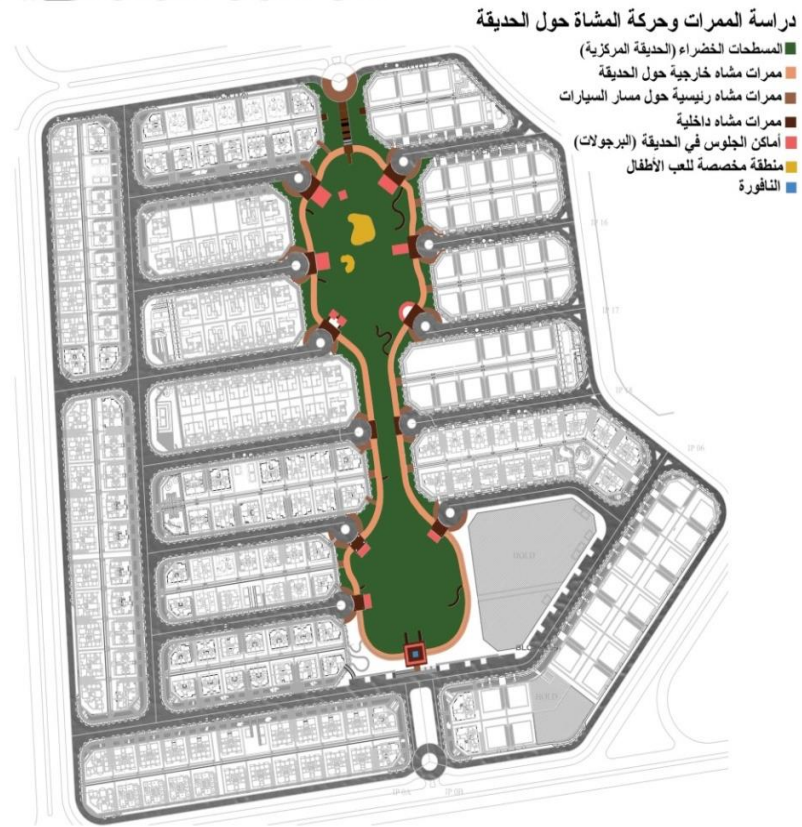 دراسة الممرات وحركة المشاة حول الحديقة
المسطحات الخضراء (الحديقة المركزية)
ممرات مشاه خارجية حول الحديقة
ممرات مشاه رئيسية حول مسار السيارات
ممرات مشاه داخلية
أماكن الجلوس في الحديقة (البرجولات)
منطقة مخصصة للعب الأطفال
النافورة